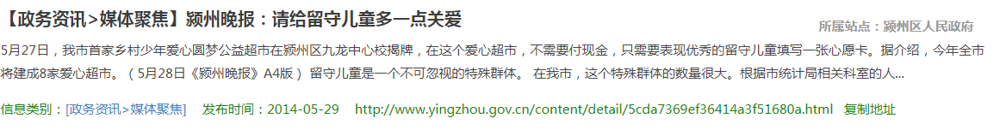 【政务资讯>媒体聚焦】颍州晚报：请给留守儿童多一点关爱
所属站点：颍州区人民政府
5月27日，我市首家乡村少年爱心圆梦公益超市在颍州区九龙中心校揭牌，在这个爱心超市，不需要付现金，只需要表现优秀的留守儿童填写一张心愿卡。据介绍，今年全市
将建成8家爱心超市。（5月28日《颍州晚报》A4版） 留守儿童是一个不可忽视的特殊群体。 在我市，这个特殊群体的数量很大。根据市统计局相关科室的人...
信息类别：[政务资讯>媒体聚焦] 发布时间：2014-05-29 http://www.yingzhou.gov.cn/content/detail/5cda7369ef36414a3f51680a.html 复制地址